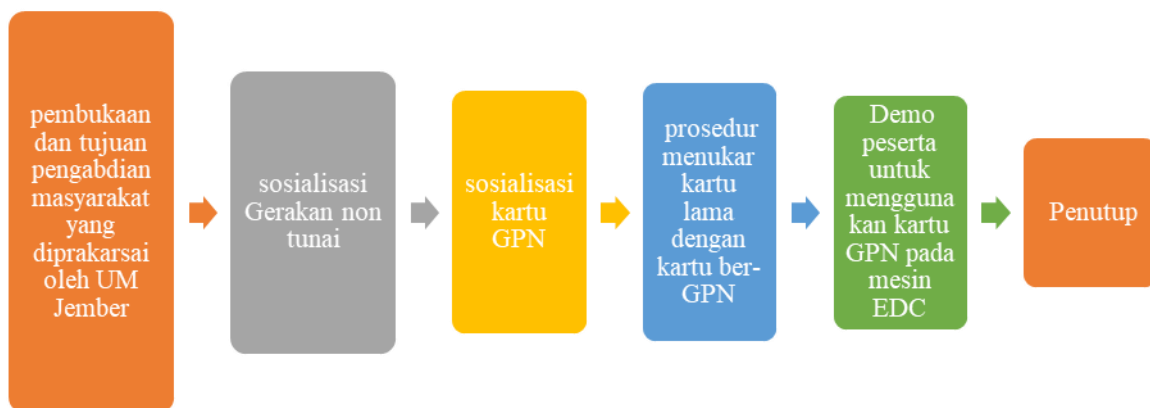 pembukaan
dan tujuan
pengabdian
masyarakat
yang
diprakarsai
oleh UM
Jember
sosialisasi
Gerakan non
tunai
sosialisasi
kartu
GPN
prosedur
menukar
kartu
lama
dengan
kartu ber-
GPN
Demo
peserta
untuk
mengguna
kan kartu
GPN pada
mesin
EDC
Penutup